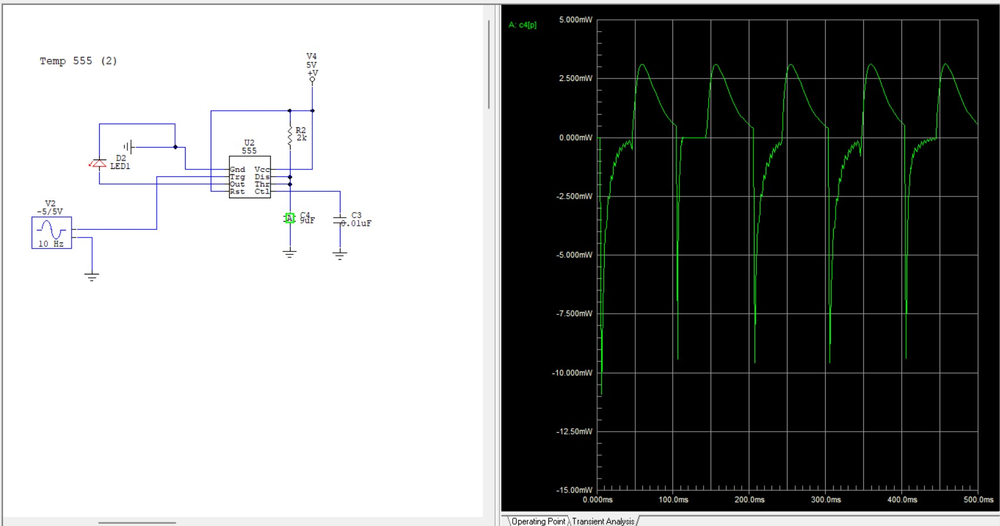 Temp 555 (2)
V4
5V
+V
R2
2k
U2
555
D2
LED1
Gnd Vcc
Trg Dis
Out Thr
Rst Ctl
V2
-5/5V
10 Hz
A
C4
9uF
C3
0.01uF
A: c4[p]
5.000mW
2.500mW
0.000mW
-2.500mW
-5.000mW
-7.500mW
-10.000mW
-12.50mW
-15.00mW
0.000ms 100.0ms 200.0ms 300.0ms 400.0ms 500.0ms
Operating Point Transient Analysis